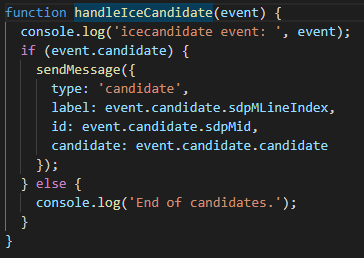 function handleIceCandidate(event) {
  console.log('icecandidate event: ', event);
  if (event.candidate) {
    sendMessage({
      type: 'candidate',
      label: event.candidate.sdpMLineIndex,
      id: event.candidate.sdpMid,
      candidate: event.candidate.candidate
    });
  } else {
    console.log('End of candidates.');
  }
}